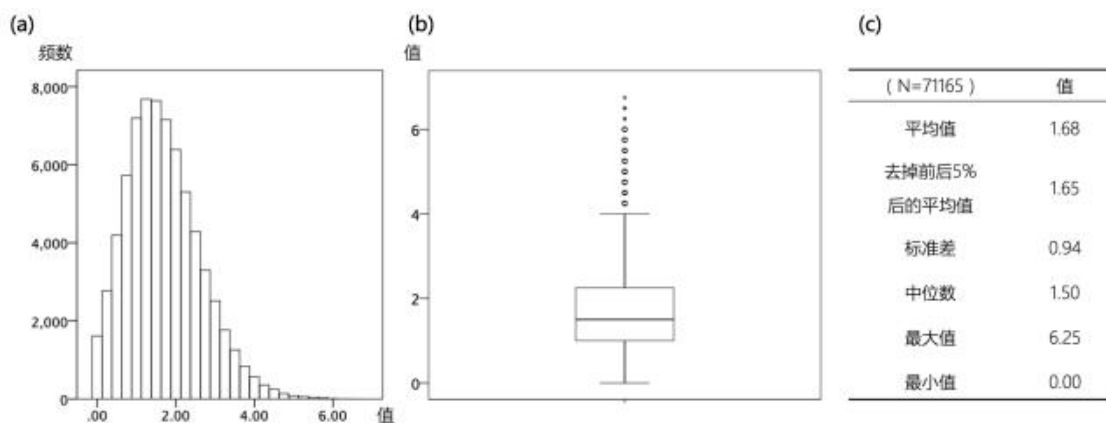 (a)
频数
8,000
6,000
4,000
2,000
0
.00
2.00
4.00
6.00
值
(b)
值
6
4
2
0
(c)
（N=71165） 值
平均值 1.68
去掉前后5%
后的平均值 1.65
标准差 0.94
中位数 1.50
最大值 6.25
最小值 0.00